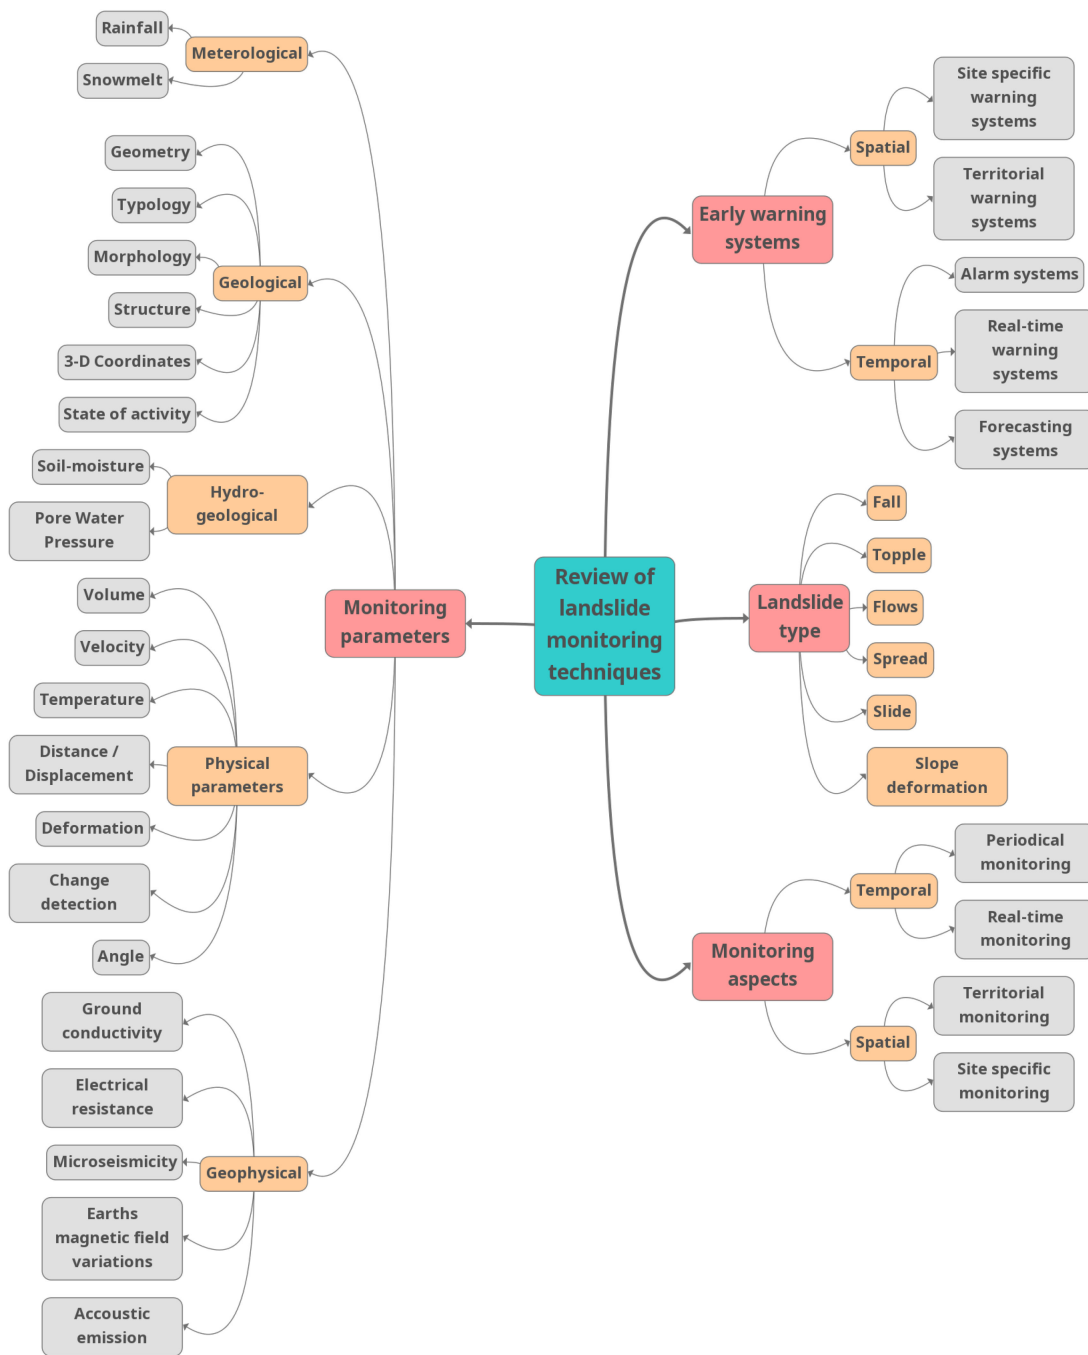 Rainfall
Meterological
Snowmelt
Geometry
Typology
Morphology
Geological
Structure
3-D Coordinates
State of activity
Soil-moisture
Hydro-
geological
Pore Water
Pressure
Volume
Velocity
Temperature
Distance /
Displacement
Physical
parameters
Deformation
Change
detection
Angle
Ground
conductivity
Electrical
resistance
Microseismicity
Geophysical
Earths
magnetic field
variations
Accoustic
emission
Monitoring
parameters
Review of
landslide
monitoring
techniques
Early warning
systems
Spatial
Site specific
warning
systems
Territorial
warning
systems
Temporal
Alarm systems
Real-time
warning
systems
Forecasting
systems
Landslide
type
Fall
Topple
Flows
Spread
Slide
Slope
deformation
Monitoring
aspects
Temporal
Periodical
monitoring
Real-time
monitoring
Spatial
Territorial
monitoring
Site specific
monitoring